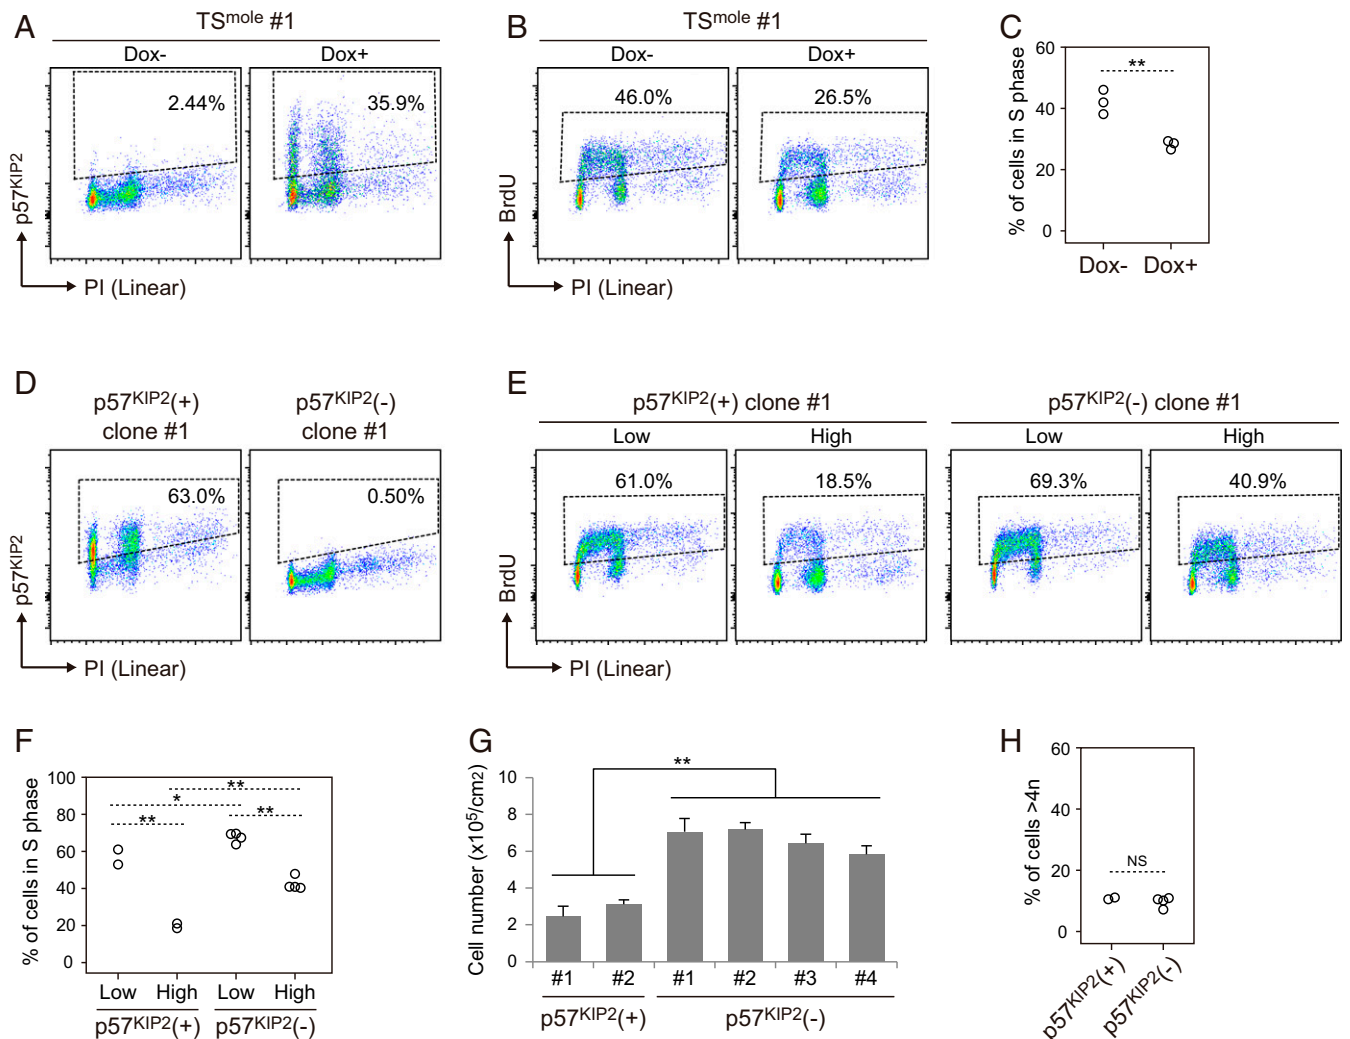 A
TSmole #1
Dox-
Dox+
2.44%
35.9%
p57KIP2
PI (Linear)
B
TSmole #1
Dox-
Dox+
46.0%
26.5%
BrdU
PI (Linear)
C
60
40
20
0
% of cells in S phase
**
Dox- Dox+
D
p57KIP2(+)
clone #1
p57KIP2(-)
clone #1
63.0%
0.50%
p57KIP2
PI (Linear)
E
p57KIP2(+) clone #1
p57KIP2(-) clone #1
Low
High
Low
High
61.0%
18.5%
69.3%
40.9%
BrdU
PI (Linear)
F
100
80
60
40
20
0
% of cells in S phase
**
*
**
**
Low High Low High
p57KIP2(+) p57KIP2(-)
G
10
8
6
4
2
0
Cell number (x105/cm2)
**
#1 #2 #1 #2 #3 #4
p57KIP2(+) p57KIP2(-)
H
60
40
20
0
% of cells >4n
NS
p57KIP2(+)
p57KIP2(-)